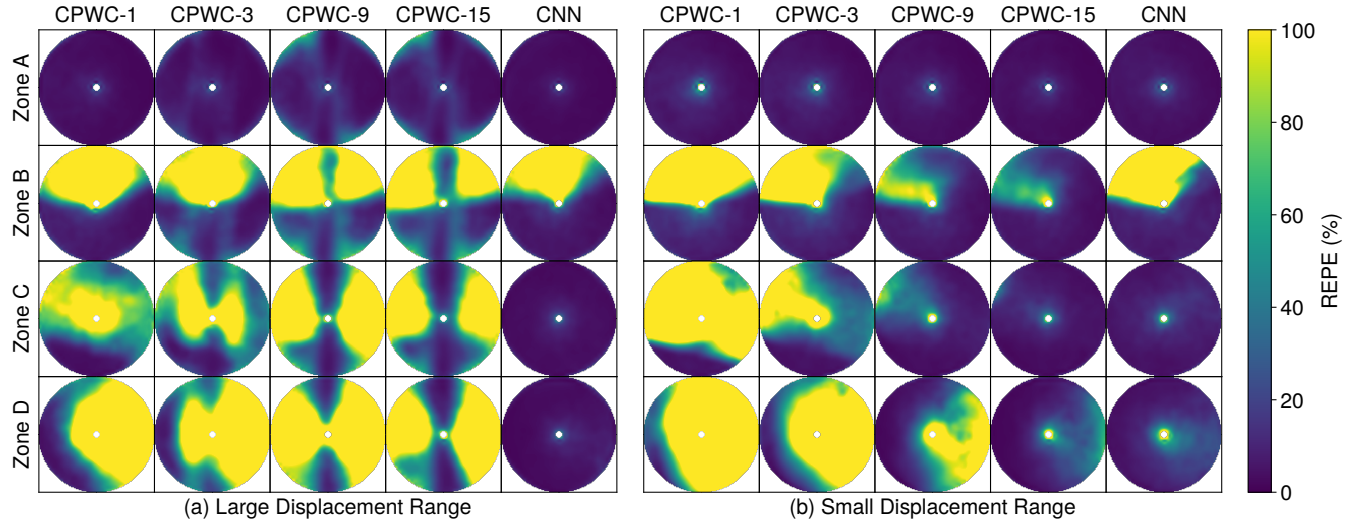 CPWC-1 CPWC-3 CPWC-9 CPWC-15 CNN CPWC-1 CPWC-3 CPWC-9 CPWC-15 CNN
Zone A
Zone B
Zone C
Zone D
100
80
60
40
20
0
REPE (%)
(a) Large Displacement Range
(b) Small Displacement Range